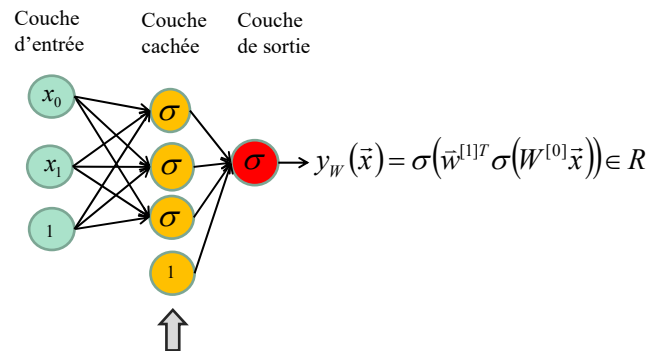 Couche
d'entrée
Couche
cachée
Couche
de sortie
x₀
x₁
1
σ
σ
σ
1
σ
y_W(x⃗) = σ(w⃗^{[1]T} σ(W^{[0]} x⃗)) ∈ R